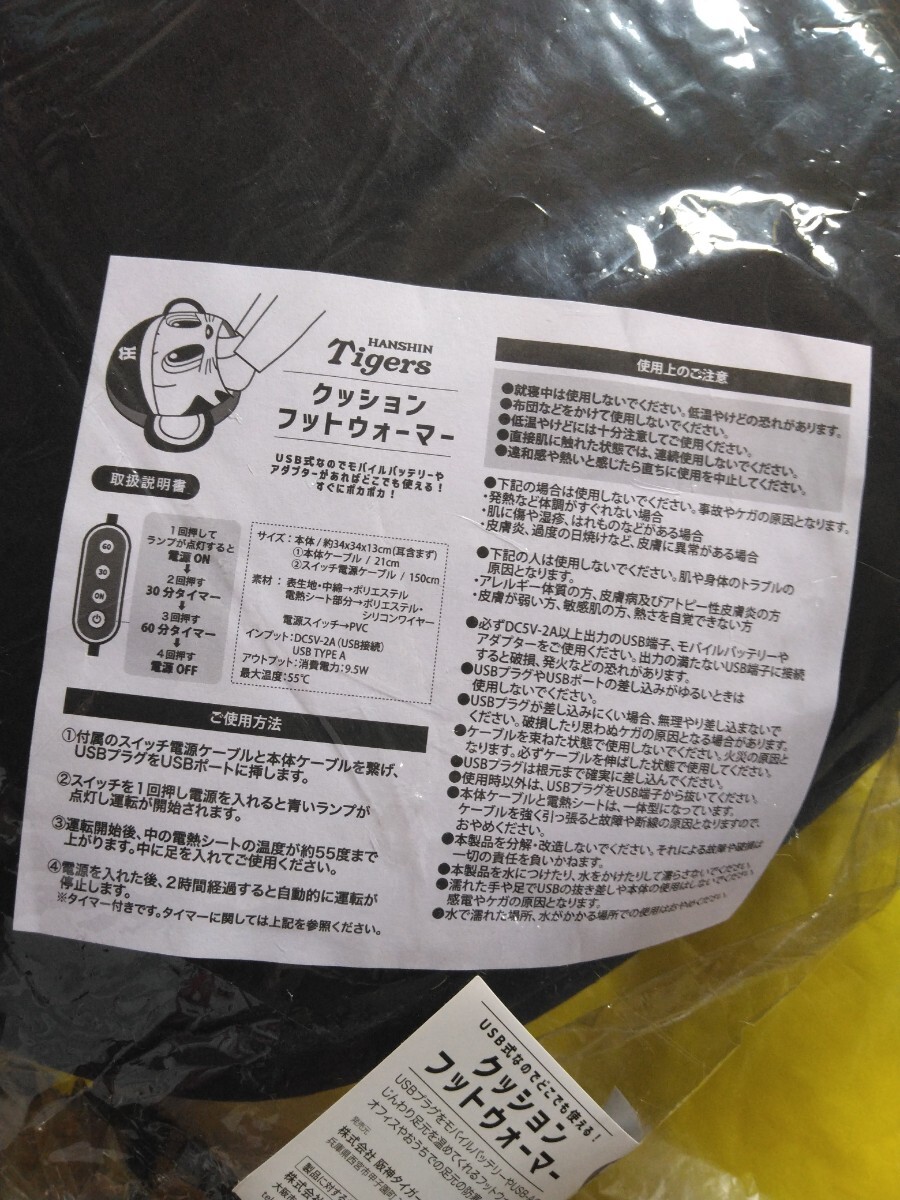 HANSHIN
Tigers
クッション
フットウォーマー
USB式なのでモバイルバッテリーや
アダプターがあればどこでも使える!
すぐにポカポカ!
取扱説明書
60
30
ON
1回押して
ランプが点灯すると
電源 ON
2回押す
30分タイマー
3回押す
60分タイマー
4回押す
電源 OFF
サイズ:本体/約34x34x13cm(耳含まず)
①本体ケーブル / 21cm
②スイッチ電源ケーブル / 150cm
素材:表生地・中綿→ポリエステル
電熱シート部分→ポリエステル・
シリコンワイヤー
電源スイッチ→PVC
インプット:DC5V-2A(USB接続)
USB TYPE A
アウトプット:消費電力:9.5W
最大温度:55℃
ご使用方法
①付属のスイッチ電源ケーブルと本体ケーブルを繋げ、
USBプラグをUSBポートに挿します。
②スイッチを1回押し電源を入れると青いランプが
点灯し運転が開始されます。
③運転開始後、中の電熱シートの温度が約55度まで
上がります。中に足を入れてご使用ください。
④電源を入れた後、2時間経過すると自動的に運転が
停止します。
※タイマー付きです。タイマーに関しては上記を参照ください。
使用上のご注意
●就寝中は使用しないでください。低温やけどの恐れがあります。
●布団などをかけて使用しないでください。
●低温やけどには十分注意してご使用ください。
●直接肌に触れた状態では、連続使用しないでください。
●違和感や熱いと感じたら直ちに使用を中止してください。
●下記の場合は使用しないでください。事故やケガの原因となります。
・発熱など体調がすぐれない場合
・肌に傷や湿疹、はれものなどがある場合
・皮膚炎、過度の日焼けなど、皮膚に異常がある場合
●下記の人は使用しないでください。肌や身体のトラブルの
原因となります。
・アレルギー体質の方、皮膚病及びアトピー性皮膚炎の方
・皮膚が弱い方、敏感肌の方、熱さを自覚できない方
●必ずDC5V-2A以上出力のUSB端子、モバイルバッテリーや
アダプターをご使用ください。出力の満たないUSB端子に接続
すると破損、発火などの恐れがあります。
●USBプラグやUSBポートの差し込みがゆるいときは
使用しないでください。
●USBプラグが差し込みにくい場合、無理やり差し込まないで
ください。破損したり思わぬケガの原因となる場合があります。
●ケーブルを束ねた状態で使用しないでください。火災の原因と
なります。必ずケーブルを伸ばした状態で使用してください。
●USBプラグは根元まで確実に差し込んでください。
●使用時以外は、USBプラグをUSB端子から抜いてください。
●本体ケーブルと電熱シートは、一体型になっています。
ケーブルを強く引っ張ると故障や断線の原因となりますので、
おやめください。
●本製品を分解・改造しないでください。それによる故障や破損は
一切の責任を負いかねます。
●本製品を水につけたり、水をかけたりして濡らさないでください。
●濡れた手や足でUSBの抜き差しや本体の使用はしないでください。
感電やケガの原因となります。
●水で濡れた場所、水がかかる場所での使用はおやめください。
USB式なのでどこでも使える!
クッション
フットウォーマー
USBプラグをモバイルバッテリーやUSB
じんわり足元を温めてくれるフットウ
オフィスやおうちでの足元の防寒
発売元
株式会社 阪神タイガー
兵庫県西宮市甲子園町
製品に対する
株式会
大阪
tel